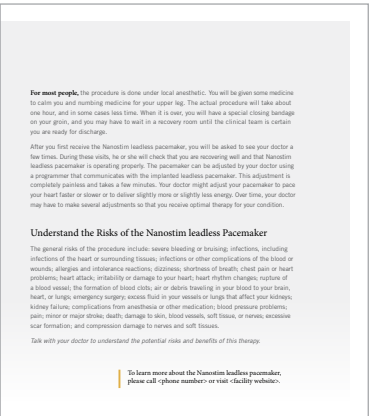 For most people, the procedure is done under local anesthetic. You will be given some medicine
to calm you and numbing medicine for your upper leg. The actual procedure will take about
one hour, and in some cases less time. When it is over, you will have a special closing bandage
on your groin, and you may have to wait in a recovery room until the clinical team is certain
you are ready for discharge.
After you first receive the Nanostim leadless pacemaker, you will be asked to see your doctor a
few times. During these visits, he or she will check that you are recovering well and that Nanostim
leadless pacemaker is operating properly. The pacemaker can be adjusted by your doctor using
a programmer that communicates with the implanted leadless pacemaker. This adjustment is
completely painless and takes a few minutes. Your doctor might adjust your pacemaker to pace
your heart faster or slower or to deliver slightly more or slightly less energy. Over time, your doctor
may have to make several adjustments so that you receive optimal therapy for your condition.
Understand the Risks of the Nanostim leadless Pacemaker
The general risks of the procedure include: severe bleeding or bruising; infections, including
infections of the heart or surrounding tissues; infections or other complications of the blood or
wounds; allergies and intolerance reactions; dizziness; shortness of breath; chest pain or heart
problems; heart attack; irritability or damage to your heart; heart rhythm changes; rupture of
a blood vessel; the formation of blood clots; air or debris traveling in your blood to your brain,
heart, or lungs; emergency surgery; excess fluid in your vessels or lungs that affect your kidneys;
kidney failure; complications from anesthesia or other medication; blood pressure problems;
pain; minor or major stroke; death; damage to skin, blood vessels, soft tissue, or nerves; excessive
scar formation; and compression damage to nerves and soft tissues.
Talk with your doctor to understand the potential risks and benefits of this therapy.
To learn more about the Nanostim leadless pacemaker,
please call <phone number> or visit <facility website>.